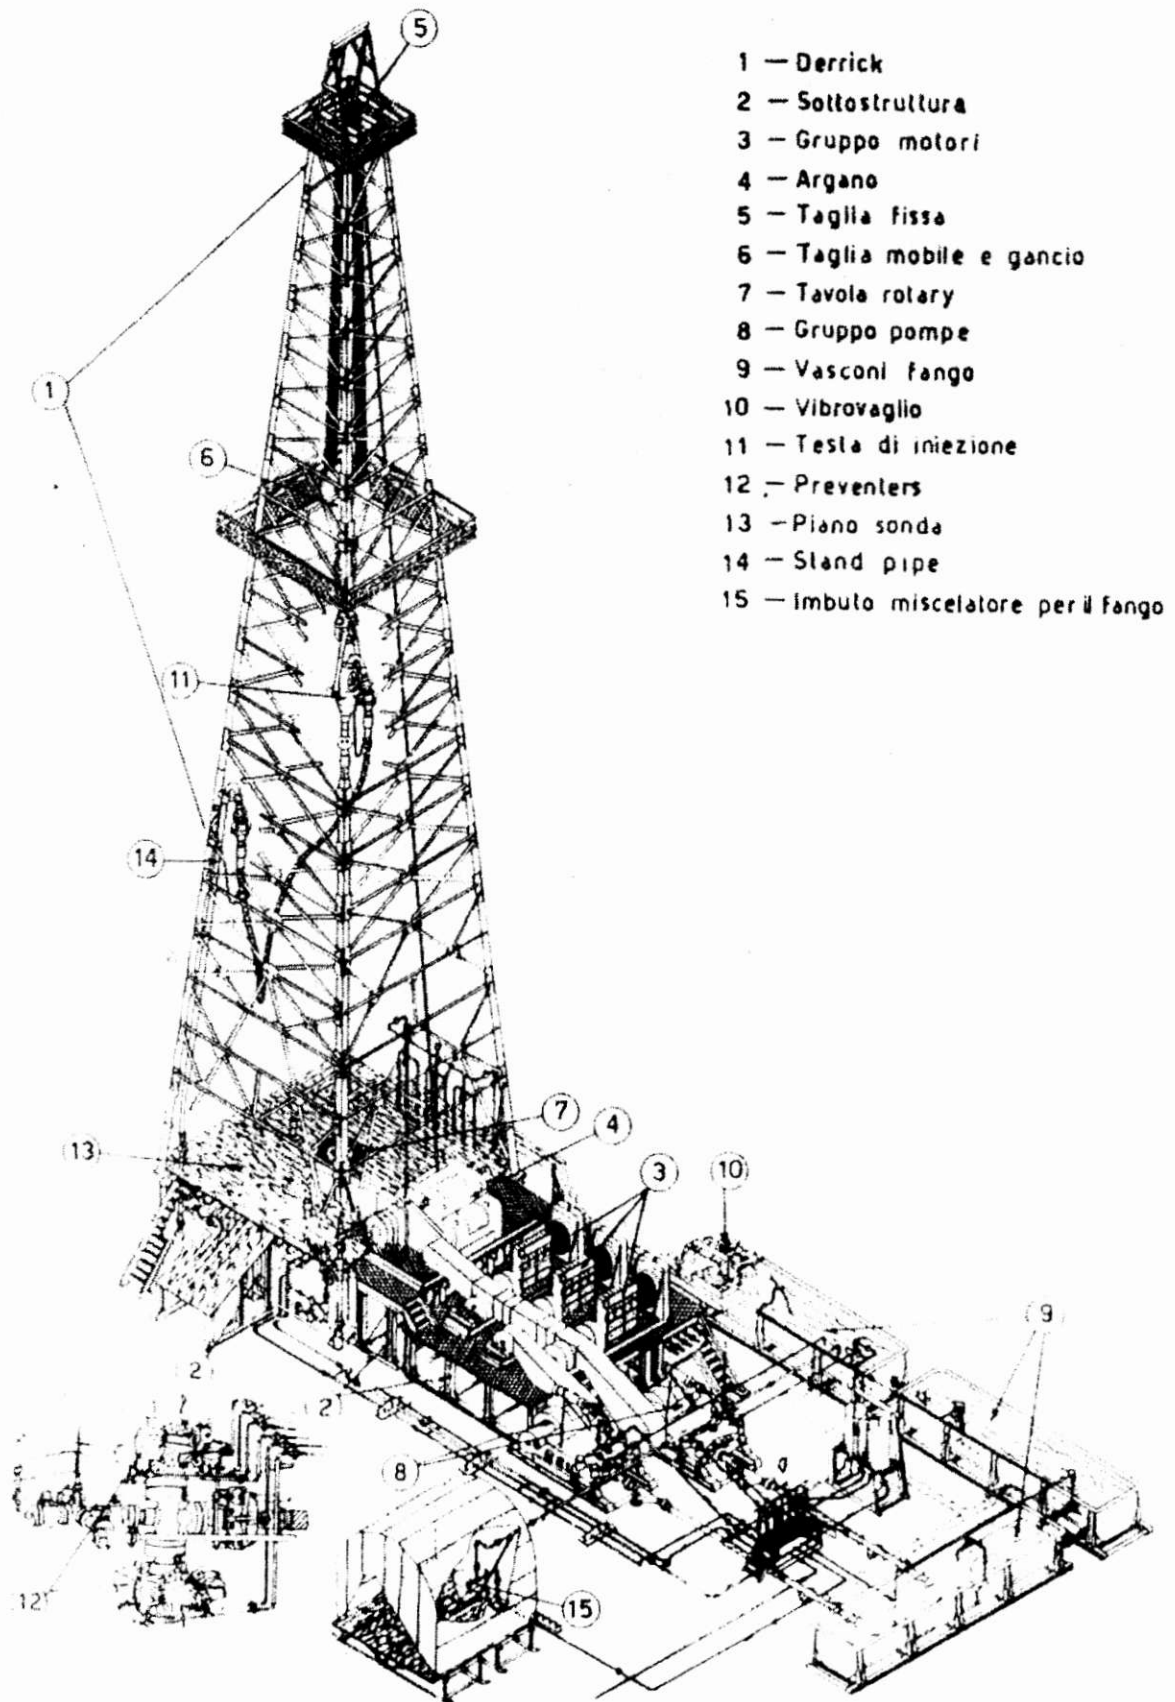 1 — Derrick
2 — Sottostruttura
3 — Gruppo motori
4 — Argano
5 — Taglia fissa
6 — Taglia mobile e gancio
7 — Tavola rotary
8 — Gruppo pompe
9 — Vasconi fango
10 — Vibrovaglio
11 — Testa di iniezione
12 — Preventers
13 — Piano sonda
14 — Stand pipe
15 — Imbuto miscelatore per il fango
5
1
6
11
14
7
4
13
3
10
9
2
2
8
12
15